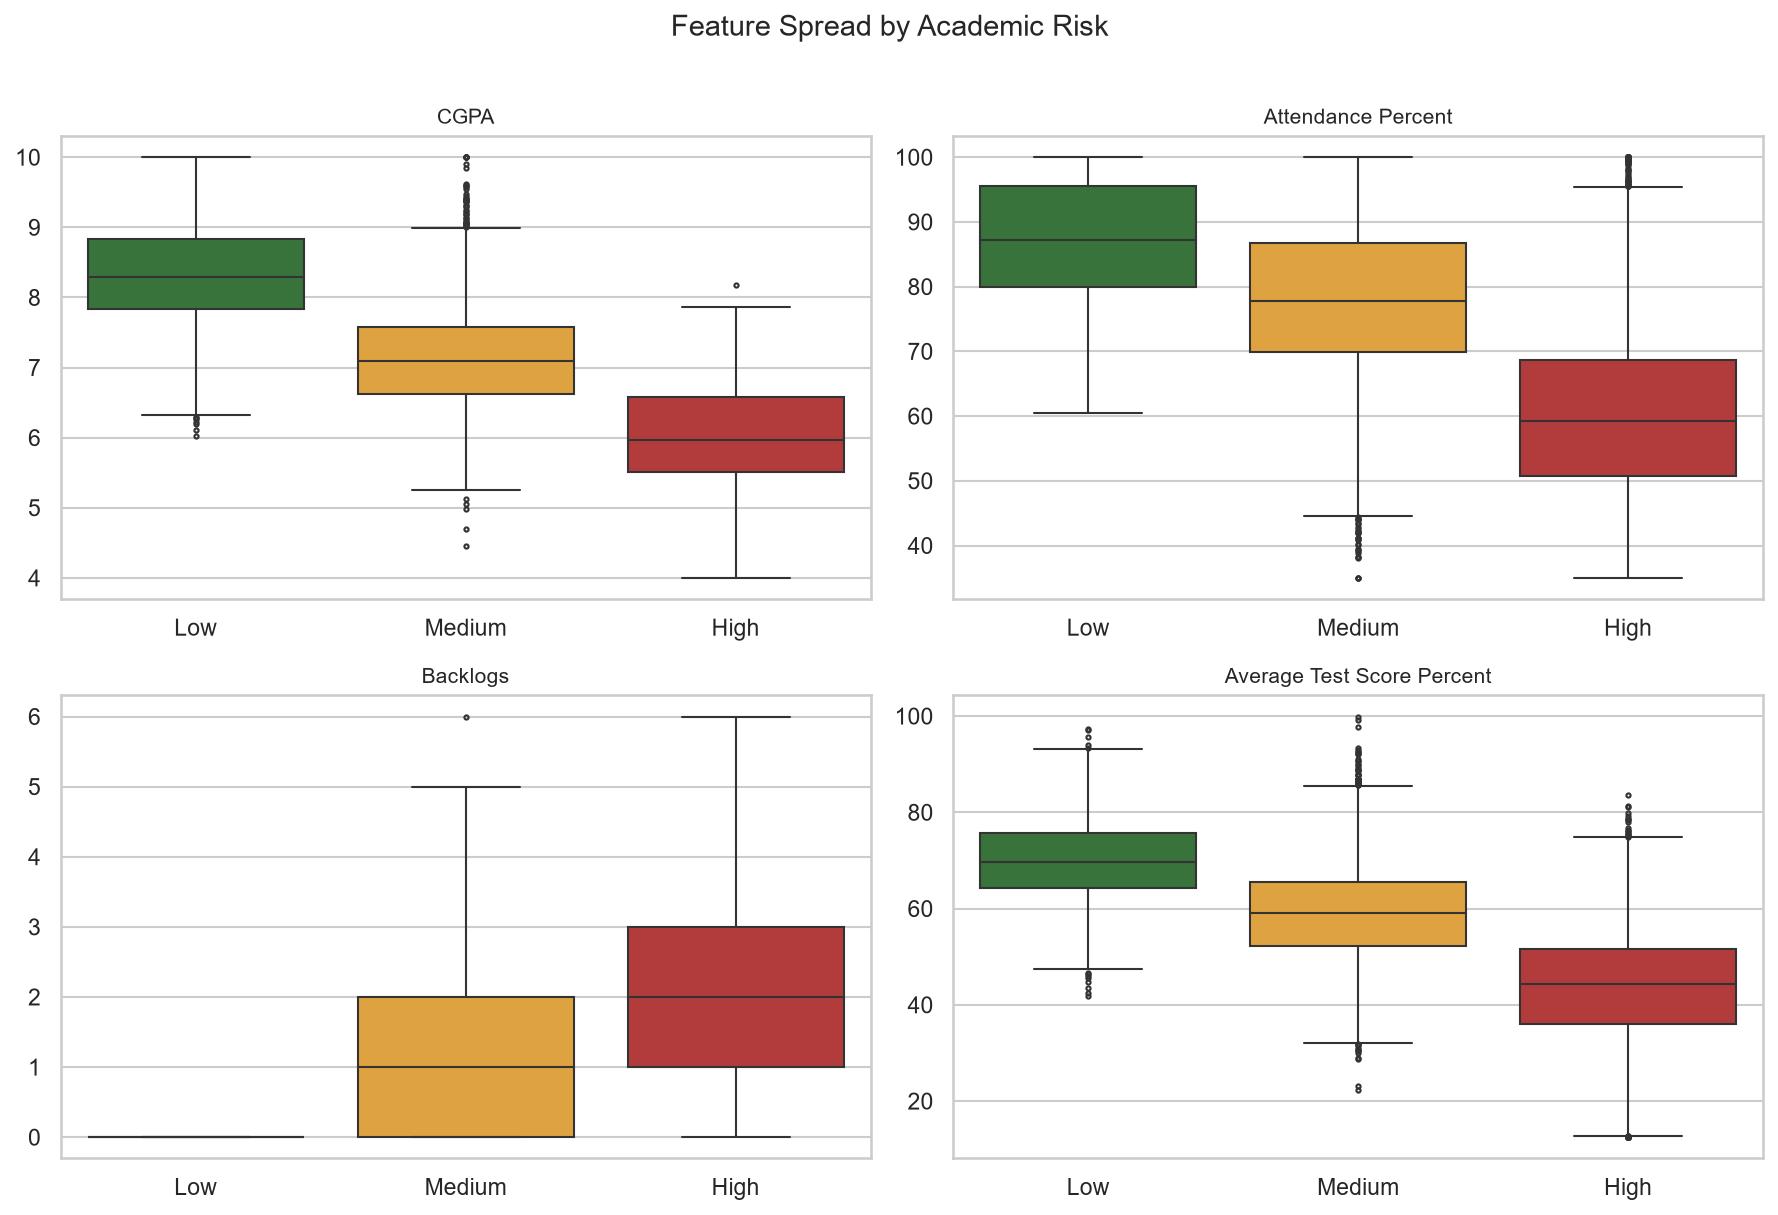 Feature Spread by Academic Risk
CGPA
10
9
8
7
6
5
4
Low Medium High
Attendance Percent
100
90
80
70
60
50
40
Low Medium High
Backlogs
6
5
4
3
2
1
0
Low Medium High
Average Test Score Percent
100
80
60
40
20
Low Medium High